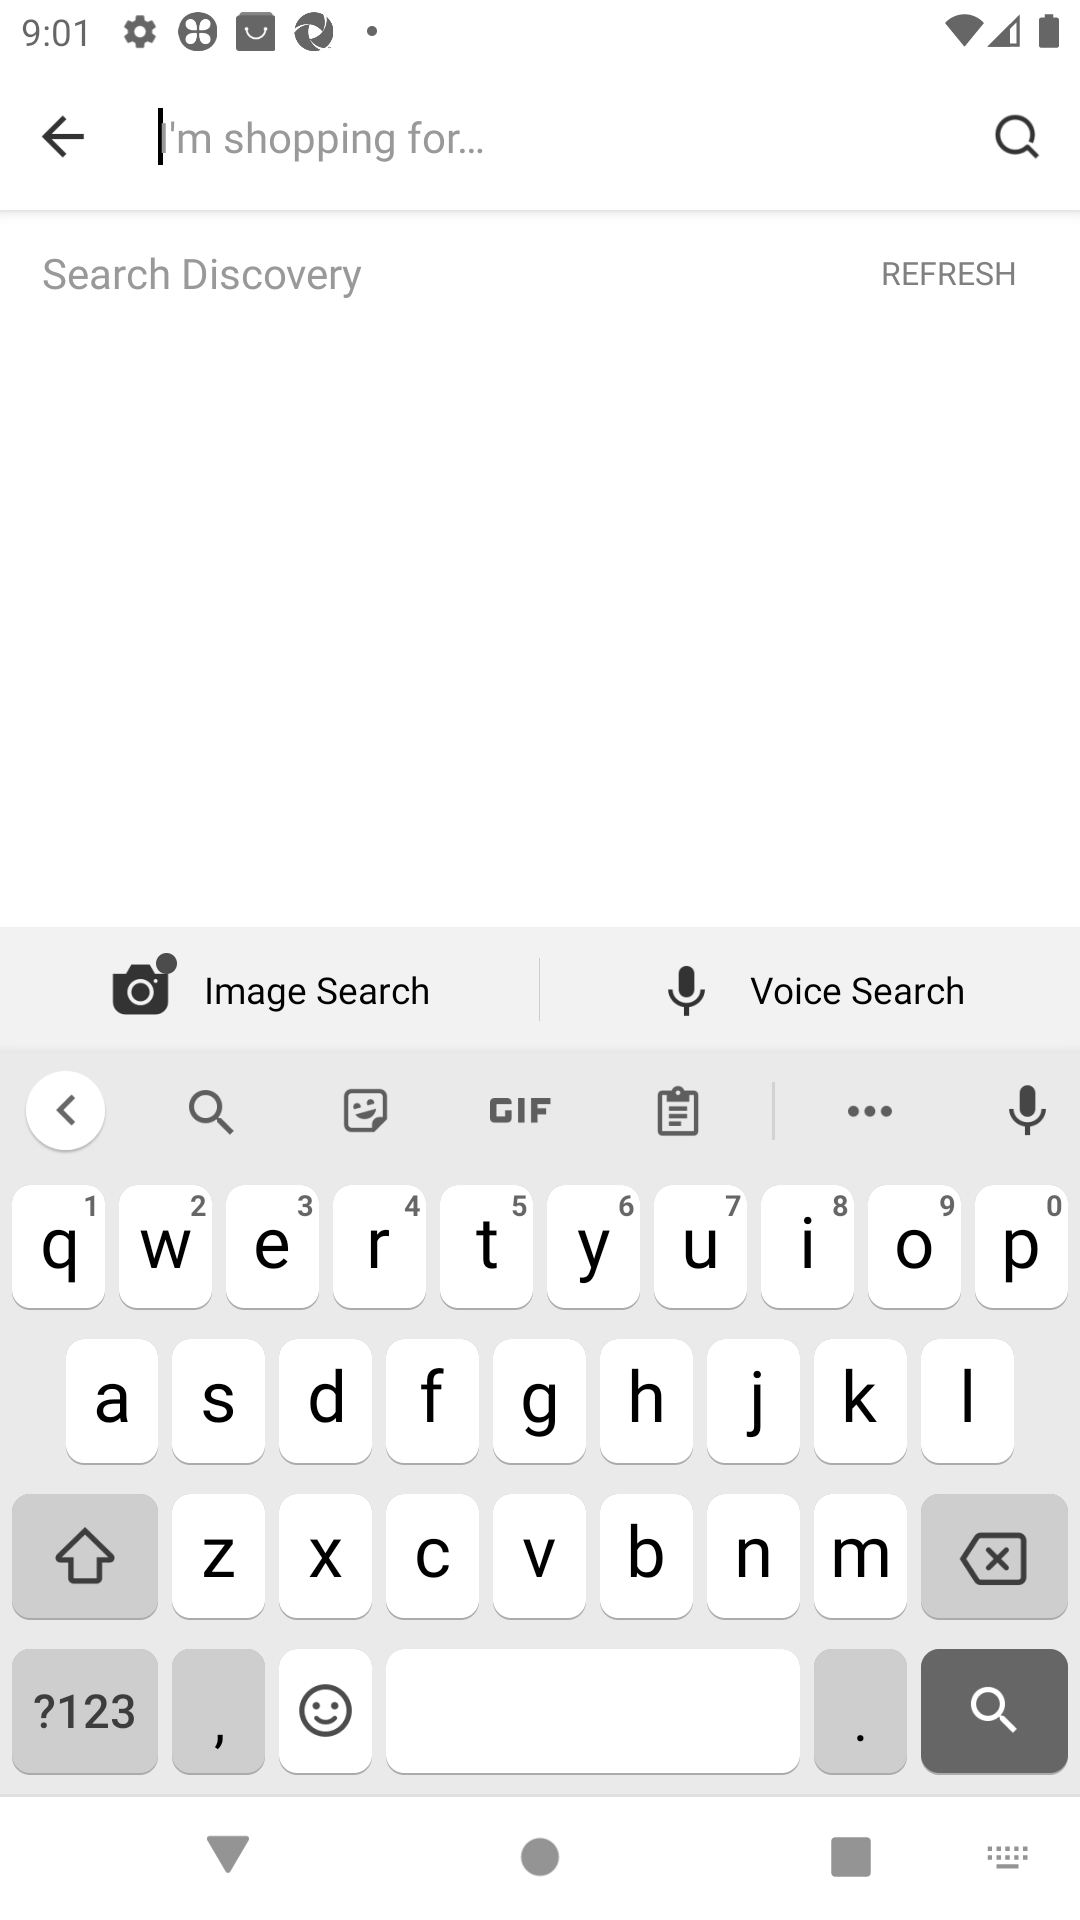 9:01
I'm shopping for...
Search Discovery REFRESH
Image Search Voice Search
GIF
1 2 3 4 5 6 7 8 9 0
q w e r t y u i o p
a s d f g h j k l
z x c v b n m
?123 , .